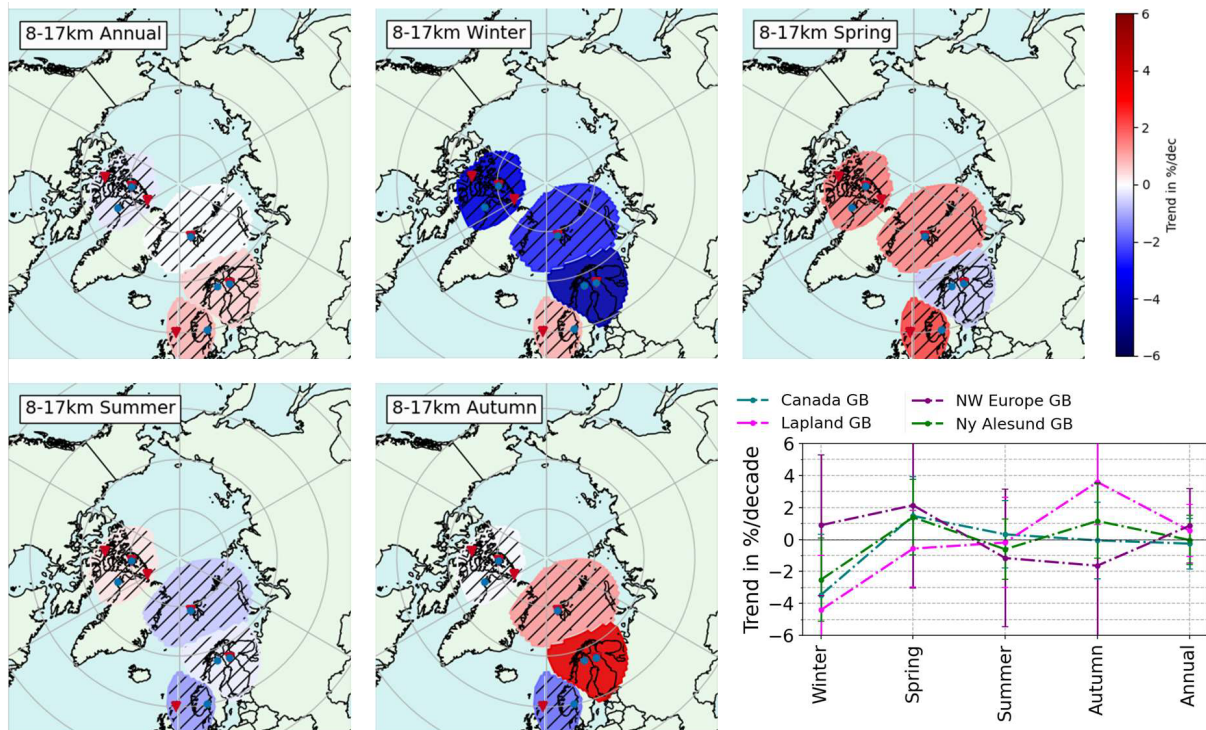 8-17km Annual
8-17km Winter
8-17km Spring
6
4
2
0
−2
−4
−6
Trend in %/dec
8-17km Summer
8-17km Autumn
Canada GB
NW Europe GB
Lapland GB
Ny Alesund GB
6
4
2
0
−2
−4
−6
Trend in %/decade
Winter
Spring
Summer
Autumn
Annual